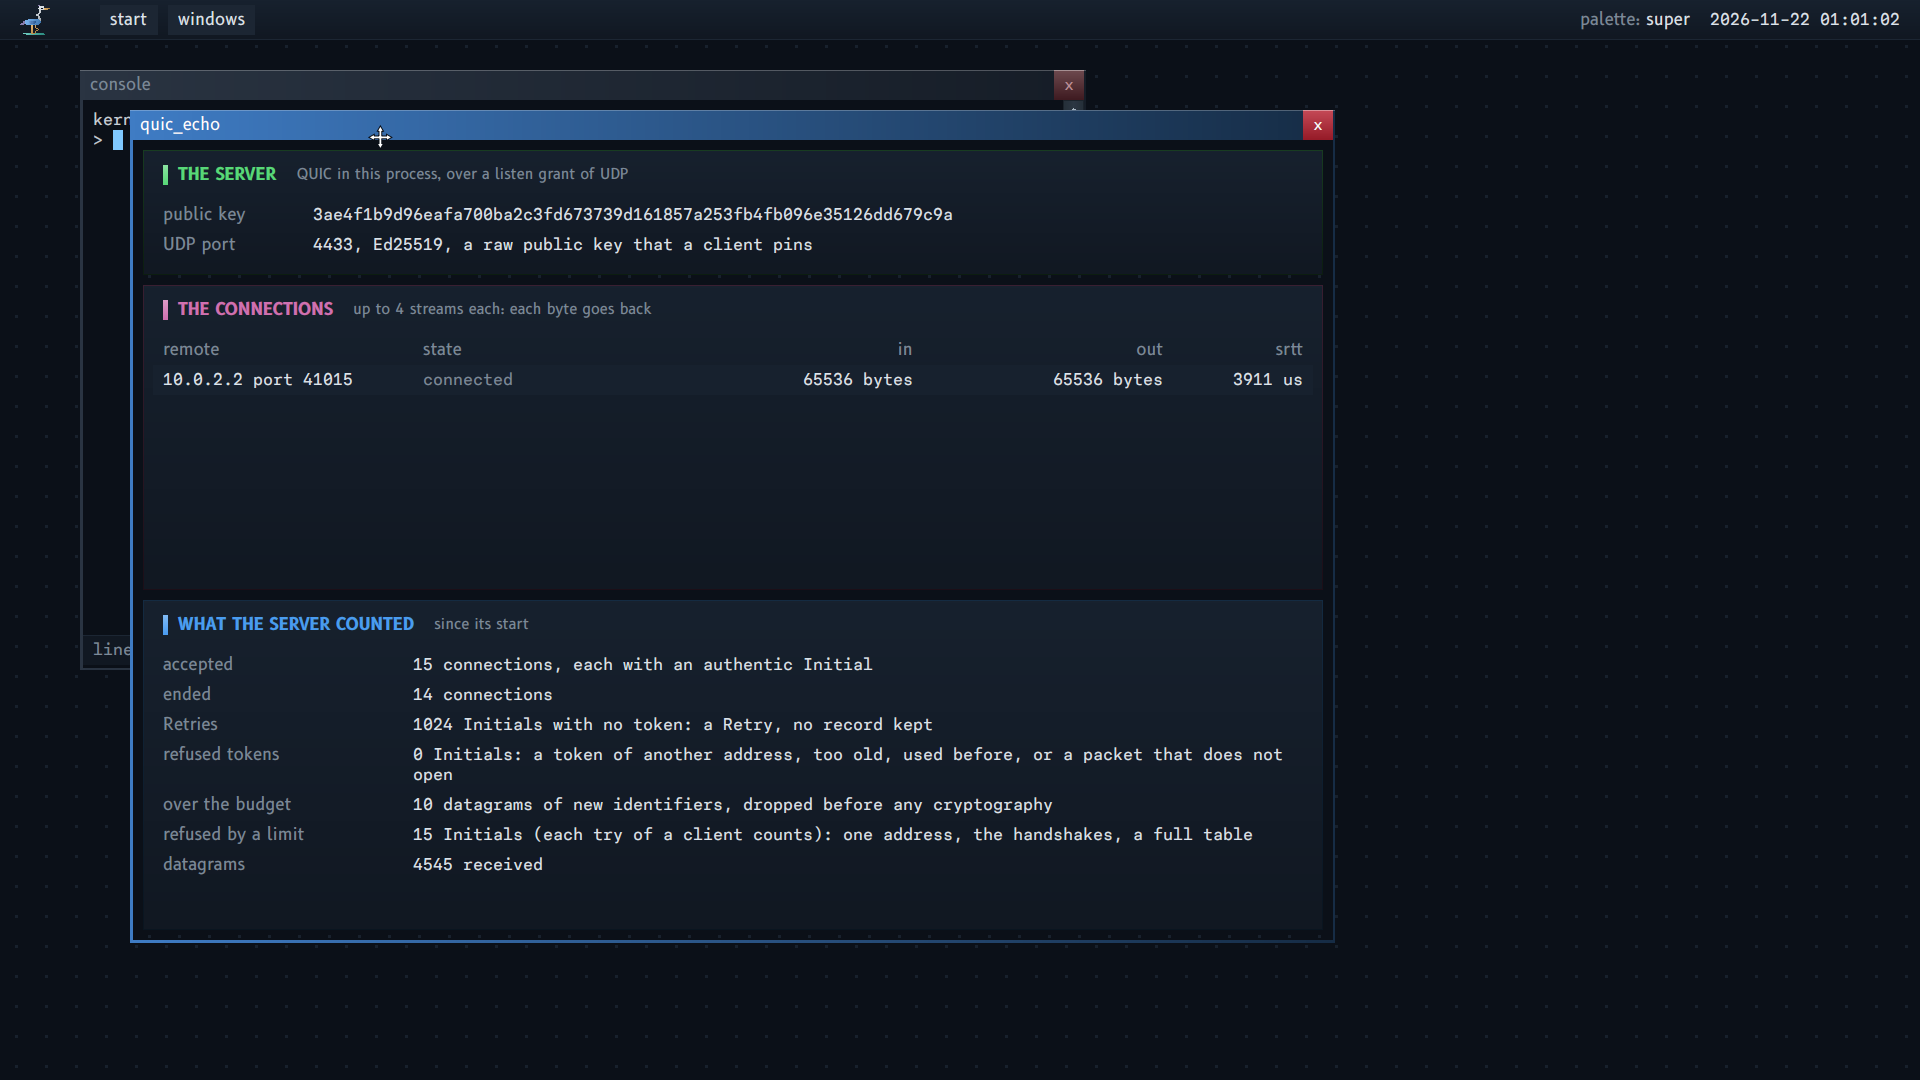 start windows palette: super 2026-11-22 01:01:02
console x
kern
>
quic_echo x
THE SERVER QUIC in this process, over a listen grant of UDP
public key 3ae4f1b9d96eafa700ba2c3fd673739d161857a253fb4fb096e35126dd679c9a
UDP port 4433, Ed25519, a raw public key that a client pins
THE CONNECTIONS up to 4 streams each: each byte goes back
remote state in out srtt
10.0.2.2 port 41015 connected 65536 bytes 65536 bytes 3911 us
WHAT THE SERVER COUNTED since its start
line
accepted 15 connections, each with an authentic Initial
ended 14 connections
Retries 1024 Initials with no token: a Retry, no record kept
refused tokens 0 Initials: a token of another address, too old, used before, or a packet that does not
open
over the budget 10 datagrams of new identifiers, dropped before any cryptography
refused by a limit 15 Initials (each try of a client counts): one address, the handshakes, a full table
datagrams 4545 received